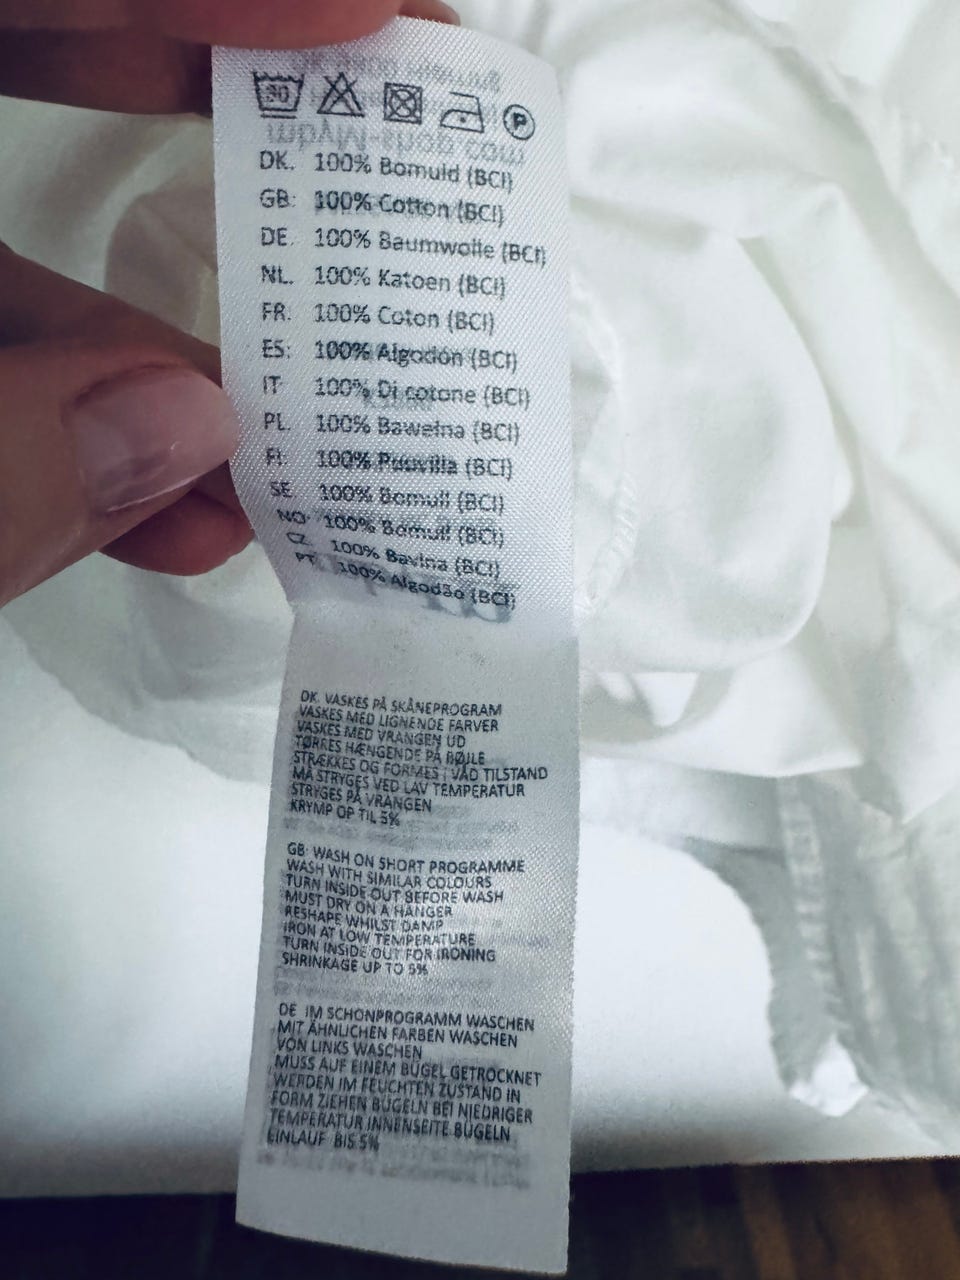 30
P
DK. 100% Bomuld (BCI)
GB: 100% Cotton (BCI)
DE. 100% Baumwolle (BCI)
NL. 100% Katoen (BCI)
FR. 100% Coton (BCI)
ES: 100% Algodón (BCI)
IT 100% Di cotone (BCI)
PL. 100% Bawełna (BCI)
FI. 100% Puuvilla (BCI)
SE. 100% Bomull (BCI)
NO· 100% Bomull (BCI)
CZ. 100% Bavlna (BCI)
PT. 100% Algodão (BCI)
DK. VASKES PÅ SKÅNEPROGRAM
VASKES MED LIGNENDE FARVER
VASKES MED VRANGEN UD
TØRRES HÆNGENDE PÅ BØJLE
STRÆKKES OG FORMES I VÅD TILSTAND
MÅ STRYGES VED LAV TEMPERATUR
STRYGES PÅ VRANGEN
KRYMP OP TIL 5%
GB: WASH ON SHORT PROGRAMME
WASH WITH SIMILAR COLOURS
TURN INSIDE OUT BEFORE WASH
MUST DRY ON A HANGER
RESHAPE WHILST DAMP
IRON AT LOW TEMPERATURE
TURN INSIDE OUT FOR IRONING
SHRINKAGE UP TO 5%
DE IM SCHONPROGRAMM WASCHEN
MIT ÄHNLICHEN FARBEN WASCHEN
VON LINKS WASCHEN
MUSS AUF EINEM BÜGEL GETROCKNET
WERDEN IM FEUCHTEN ZUSTAND IN
FORM ZIEHEN BÜGELN BEI NIEDRIGER
TEMPERATUR INNENSEITE BÜGELN
EINLAUF BIS 5%